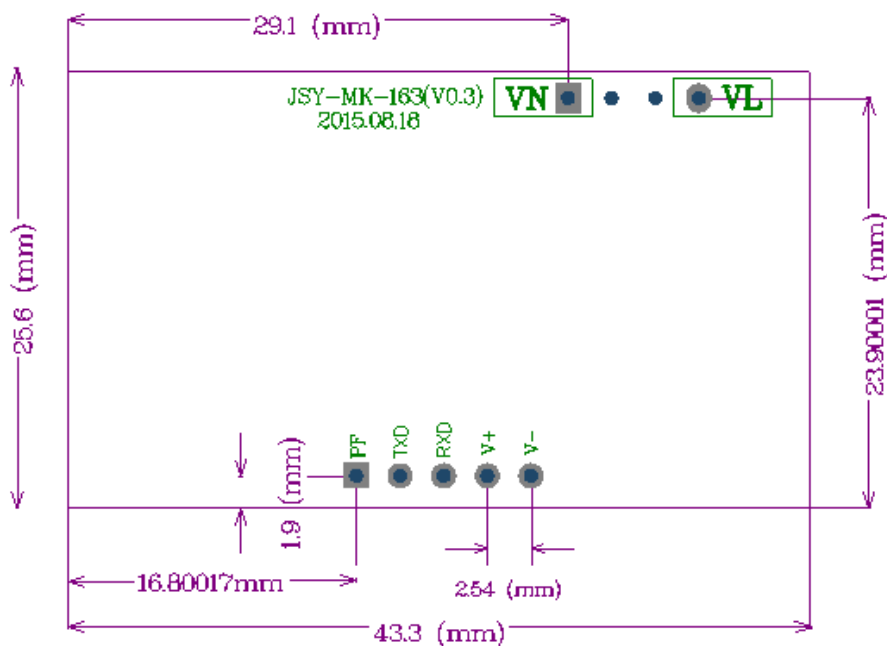 29.1 (mm)
JSY-MK-163(V0.3)
2015.08.18
VN
VL
25.6 (mm)
23.90001 (mm)
PF
TXD
RXD
V+
V-
1.9 (mm)
16.80017mm
2.54 (mm)
43.3 (mm)